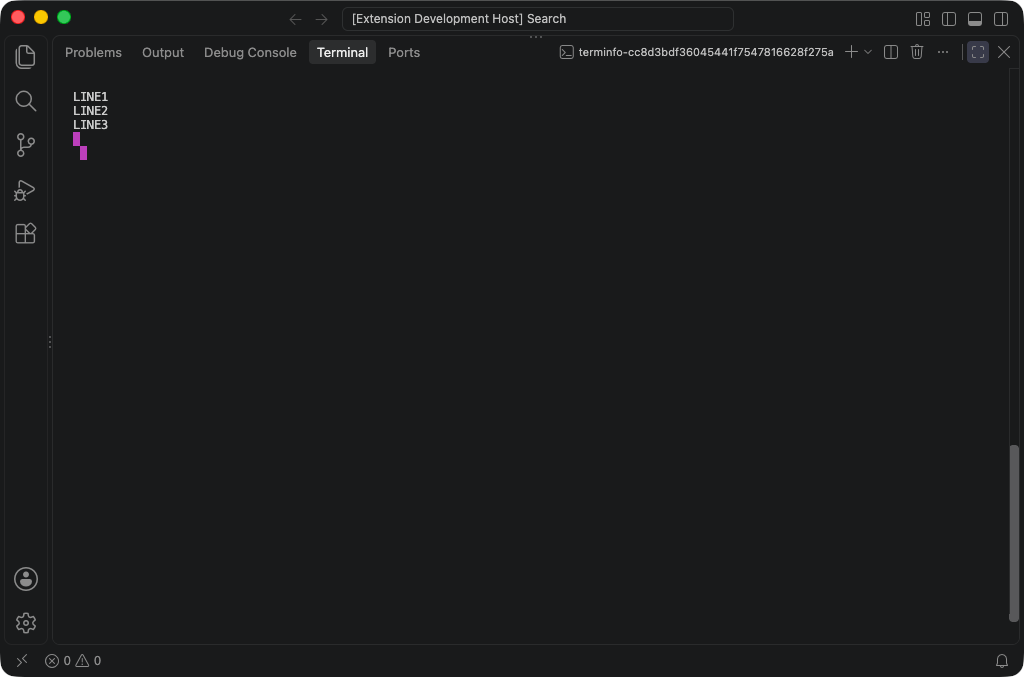 [Extension Development Host] Search
Problems Output Debug Console Terminal Ports terminfo-cc8d3bdf36045441f7547816628f275a
LINE1
LINE2
LINE3
0 0